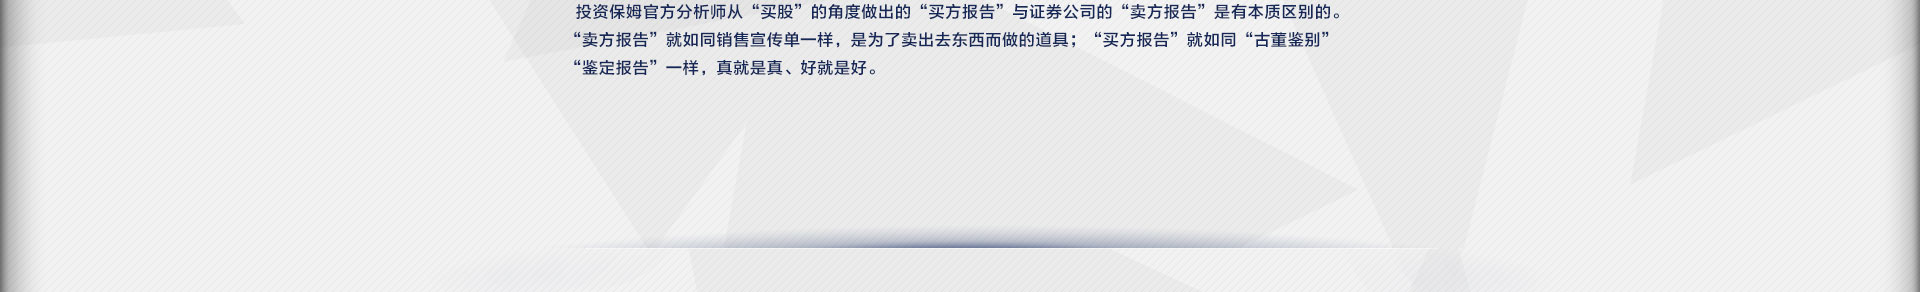 投资保姆官方分析师从“买股”的角度做出的“买方报告”与证券公司的“卖方报告”是有本质区别的。
“卖方报告”就如同销售宣传单一样，是为了卖出去东西而做的道具；“买方报告”就如同“古董鉴别”
“鉴定报告”一样，真就是真、好就是好。